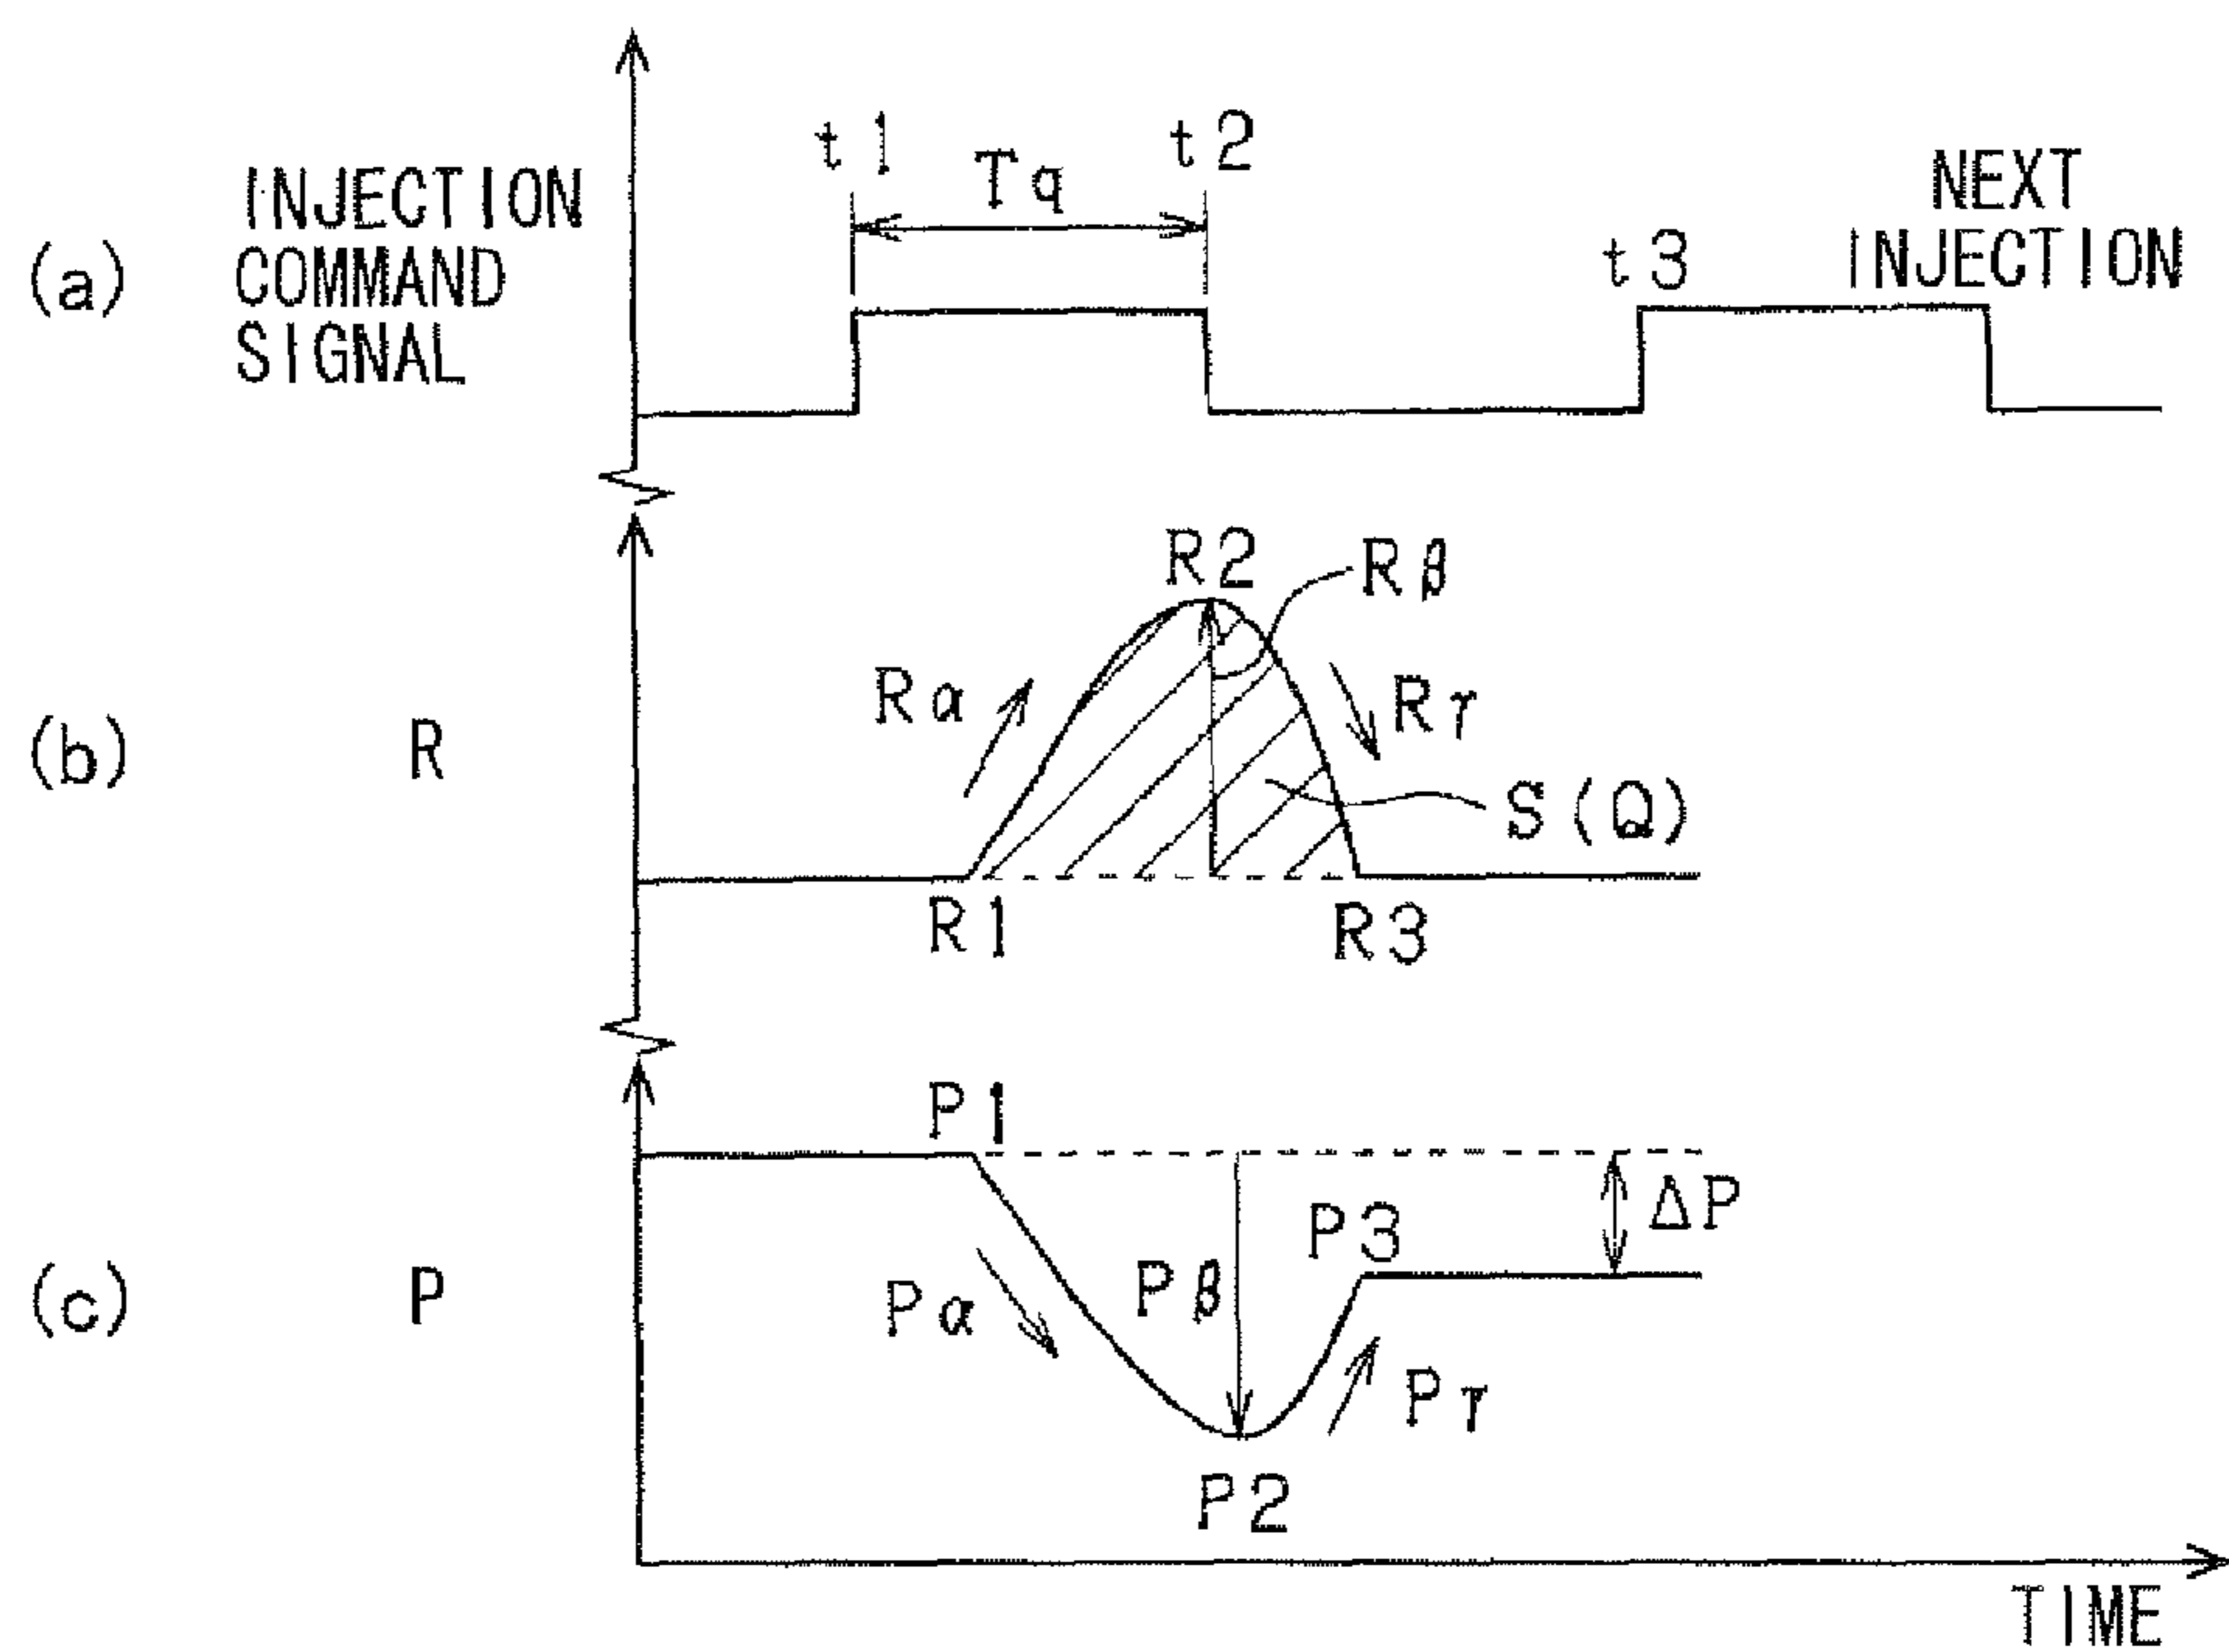 (a)
INJECTION
COMMAND
SIGNAL
t1
Tq
t2
t3
NEXT
INJECTION
(b)
R
R2
Rβ
Rα
Rγ
S(Q)
R1
R3
(c)
P
P1
ΔP
P3
Pβ
Pα
Pγ
P2
TIME